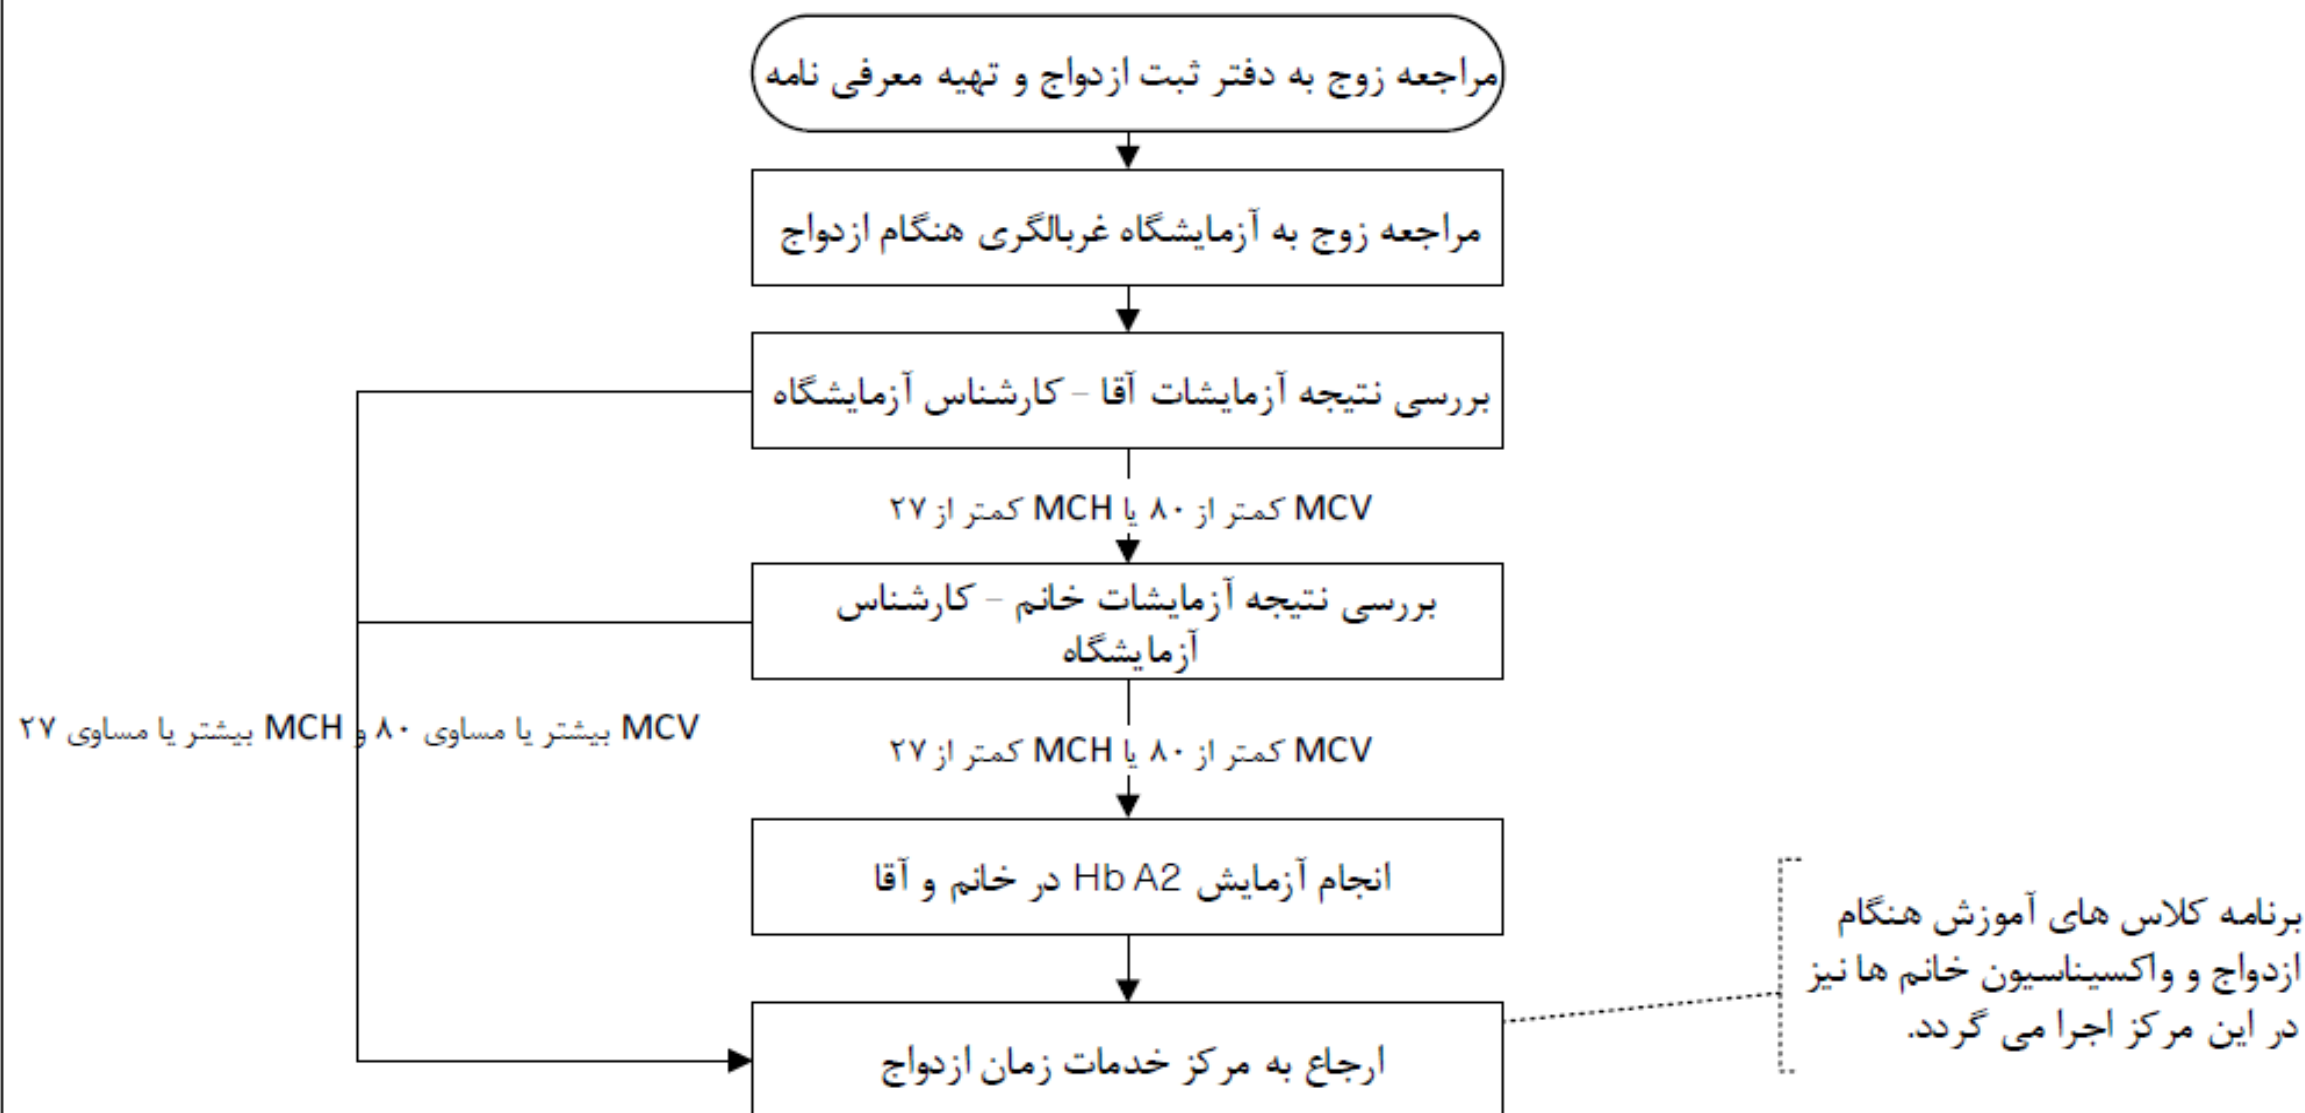 مراجعه زوج به دفتر ثبت ازدواج و تهیه معرفی نامه
مراجعه زوج به آزمایشگاه غربالگری هنگام ازدواج
بررسی نتیجه آزمایشات آقا – کارشناس آزمایشگاه
MCV کمتر از ۸۰ یا MCH کمتر از ۲۷
بررسی نتیجه آزمایشات خانم – کارشناس
آزمایشگاه
MCV بیشتر یا مساوی ۸۰ و MCH بیشتر یا مساوی ۲۷
MCV کمتر از ۸۰ یا MCH کمتر از ۲۷
انجام آزمایش Hb A2 در خانم و آقا
برنامه کلاس های آموزش هنگام
ازدواج و واکسیناسیون خانم ها نیز
در این مرکز اجرا می گردد.
ارجاع به مرکز خدمات زمان ازدواج